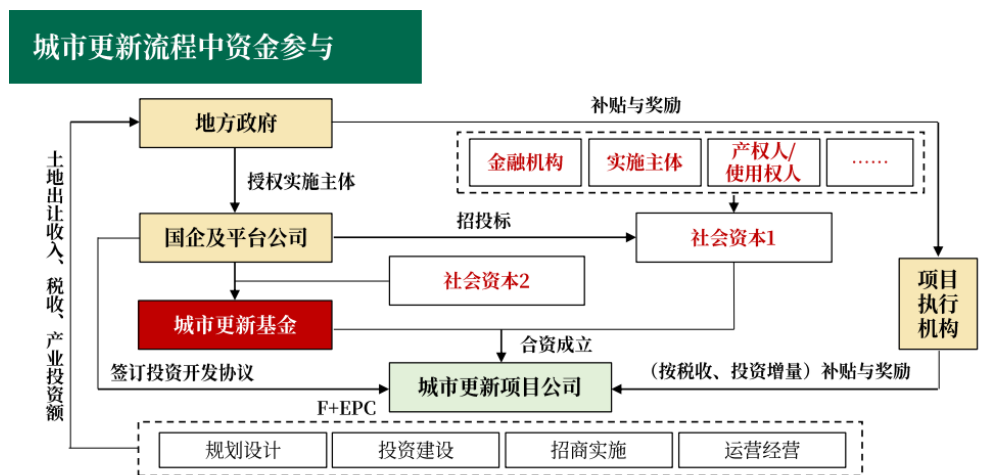 城市更新流程中资金参与
地方政府
补贴与奖励
金融机构
实施主体
产权人/
使用权人
……
授权实施主体
土地出让收入、税收、产业投资额
国企及平台公司
招投标
社会资本1
社会资本2
项目
执行
机构
城市更新基金
合资成立
签订投资开发协议
城市更新项目公司
（按税收、投资增量）补贴与奖励
F+EPC
规划设计
投资建设
招商实施
运营经营